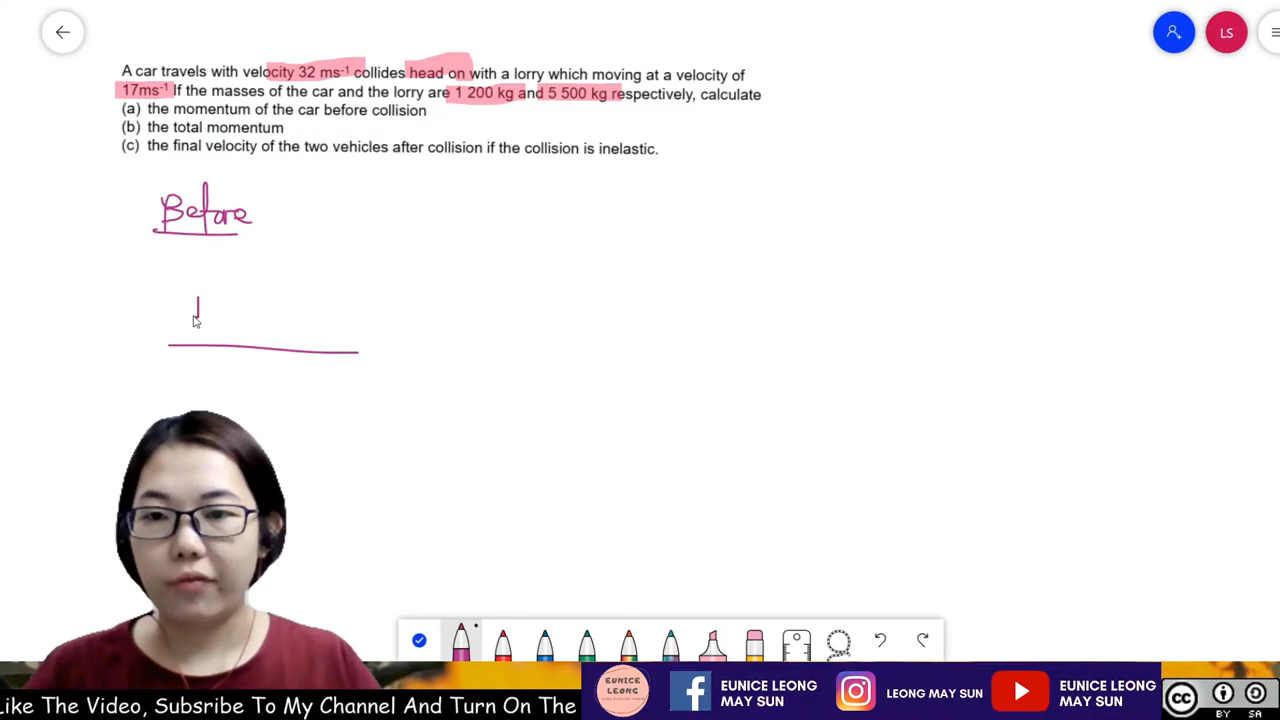 LS
A car travels with velocity 32 ms-¹ collides head on with a lorry which moving at a velocity of
17ms-¹ If the masses of the car and the lorry are 1 200 kg and 5 500 kg respectively, calculate
(a) the momentum of the car before collision
(b) the total momentum
(c) the final velocity of the two vehicles after collision if the collision is inelastic.
Before
Like The Video, Subsribe To My Channel And Turn On The
EUNICE LEONG
EUNICE LEONG MAY SUN
LEONG MAY SUN
EUNICE LEONG MAY SUN
cc BY SA